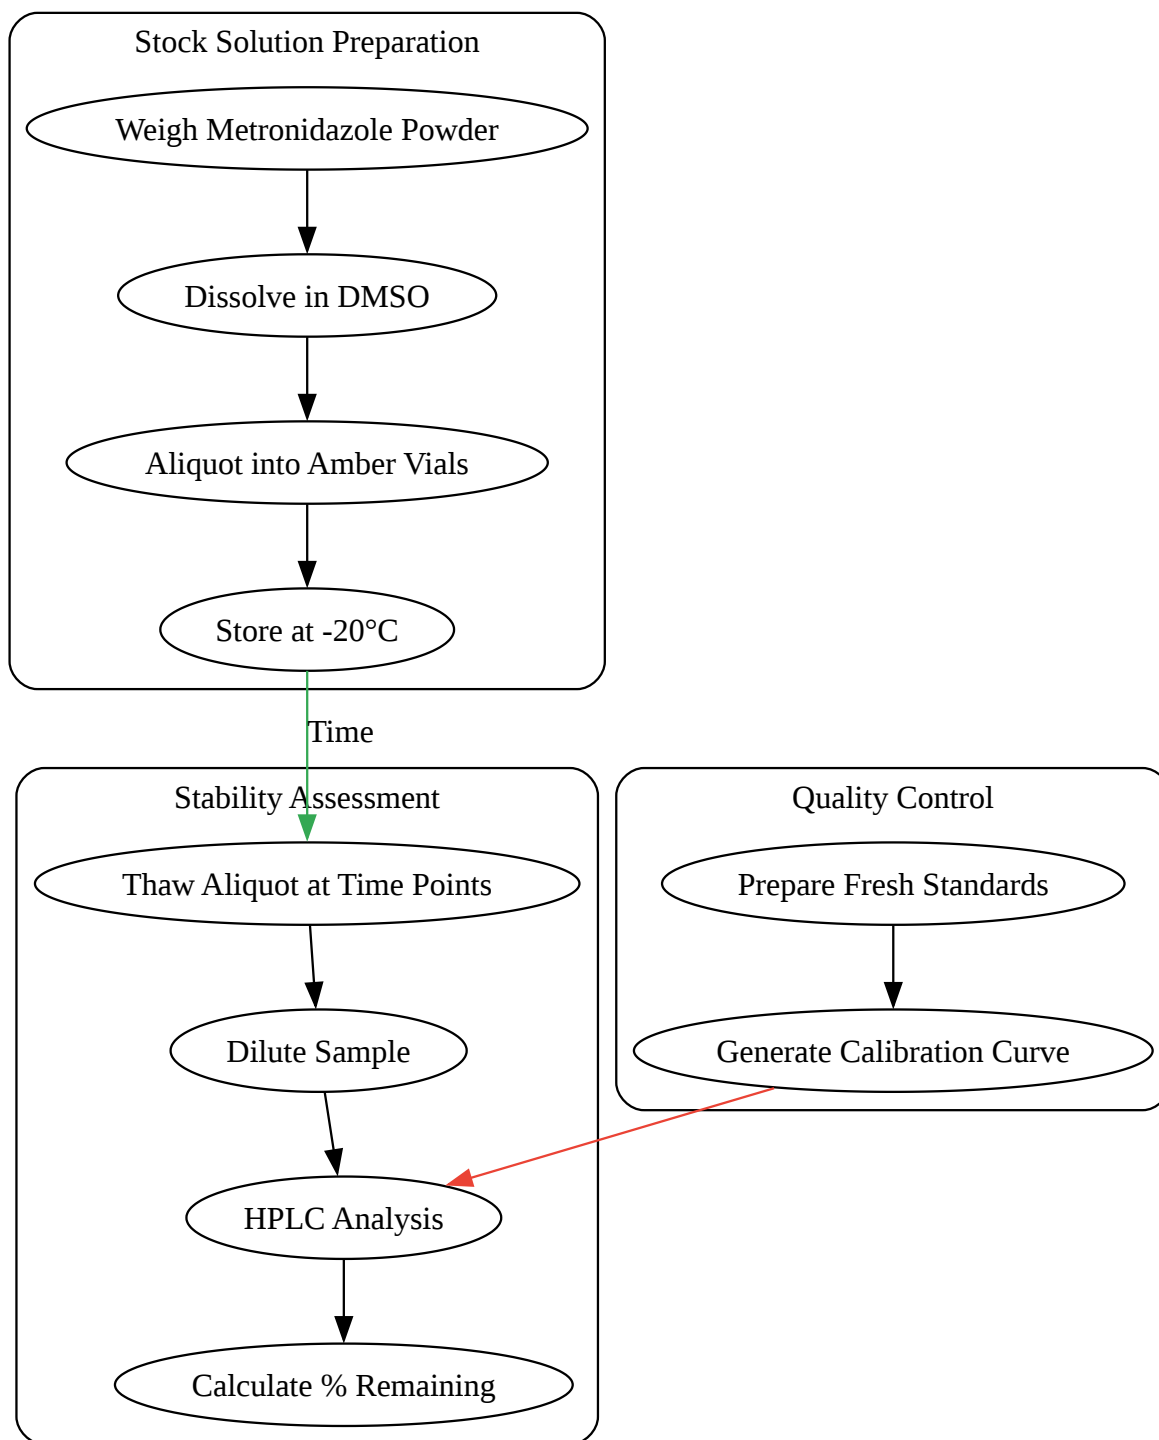 Stock Solution Preparation
Weigh Metronidazole Powder
Dissolve in DMSO
Aliquot into Amber Vials
Store at -20°C
Time
Stability Assessment
Thaw Aliquot at Time Points
Dilute Sample
HPLC Analysis
Calculate % Remaining
Quality Control
Prepare Fresh Standards
Generate Calibration Curve